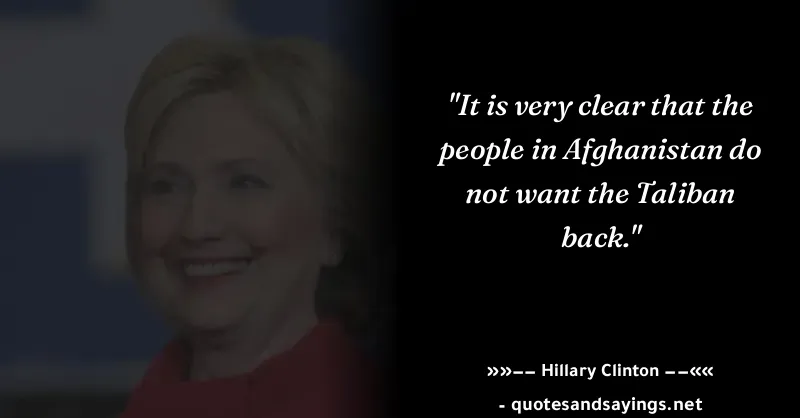 "It is very clear that the
people in Afghanistan do
not want the Taliban
back."
»»−− Hillary Clinton −−««
- quotesandsayings.net